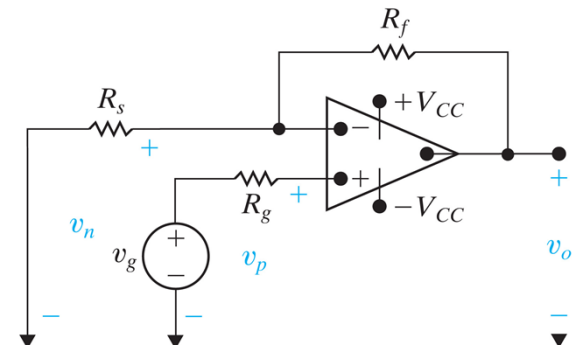 R_f
R_s
+V_CC
+ − +
+ +
R_g −V_CC
v_n + v_g − v_p v_o
− − −